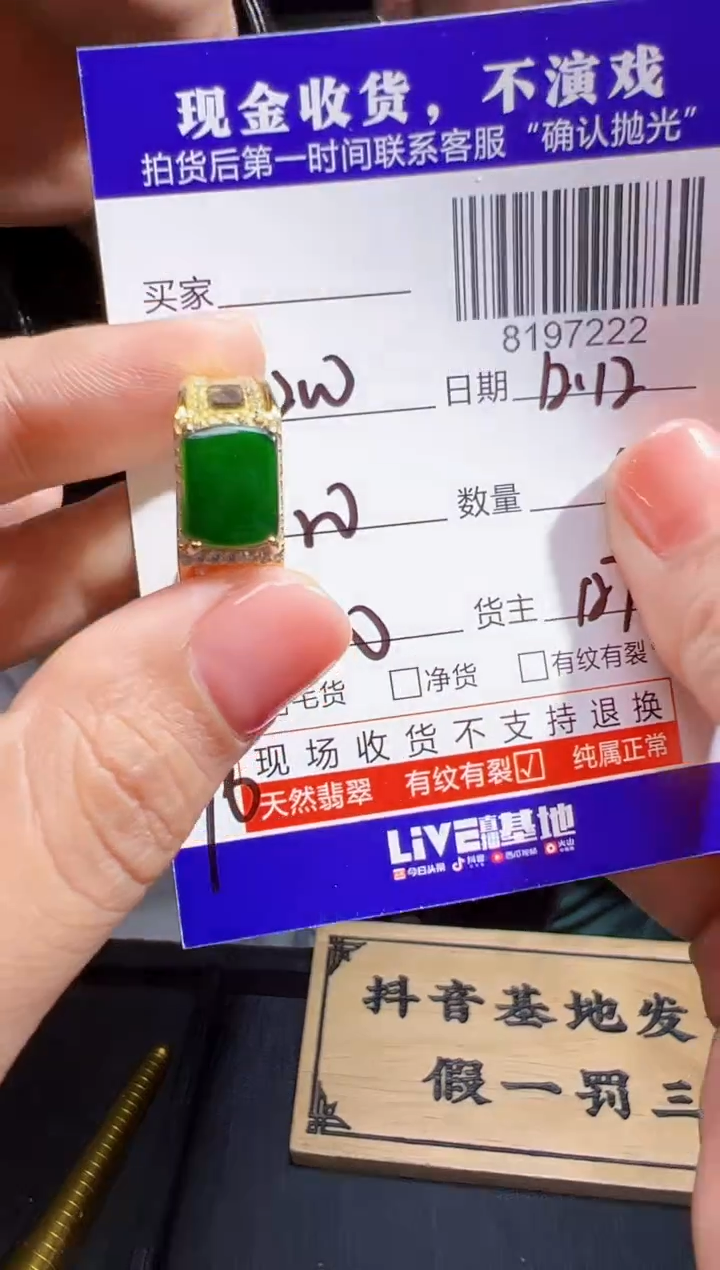 现金收货，不演戏
拍货后第一时间联系客服“确认抛光”
买家
8197222
日期 12.12
数量
货主
毛货 净货 有纹有裂
现场收货不支持退换
天然翡翠 有纹有裂 纯属正常
LiVE直播基地
今日头条 抖音 西瓜视频 火山
抖音基地发
假一罚三